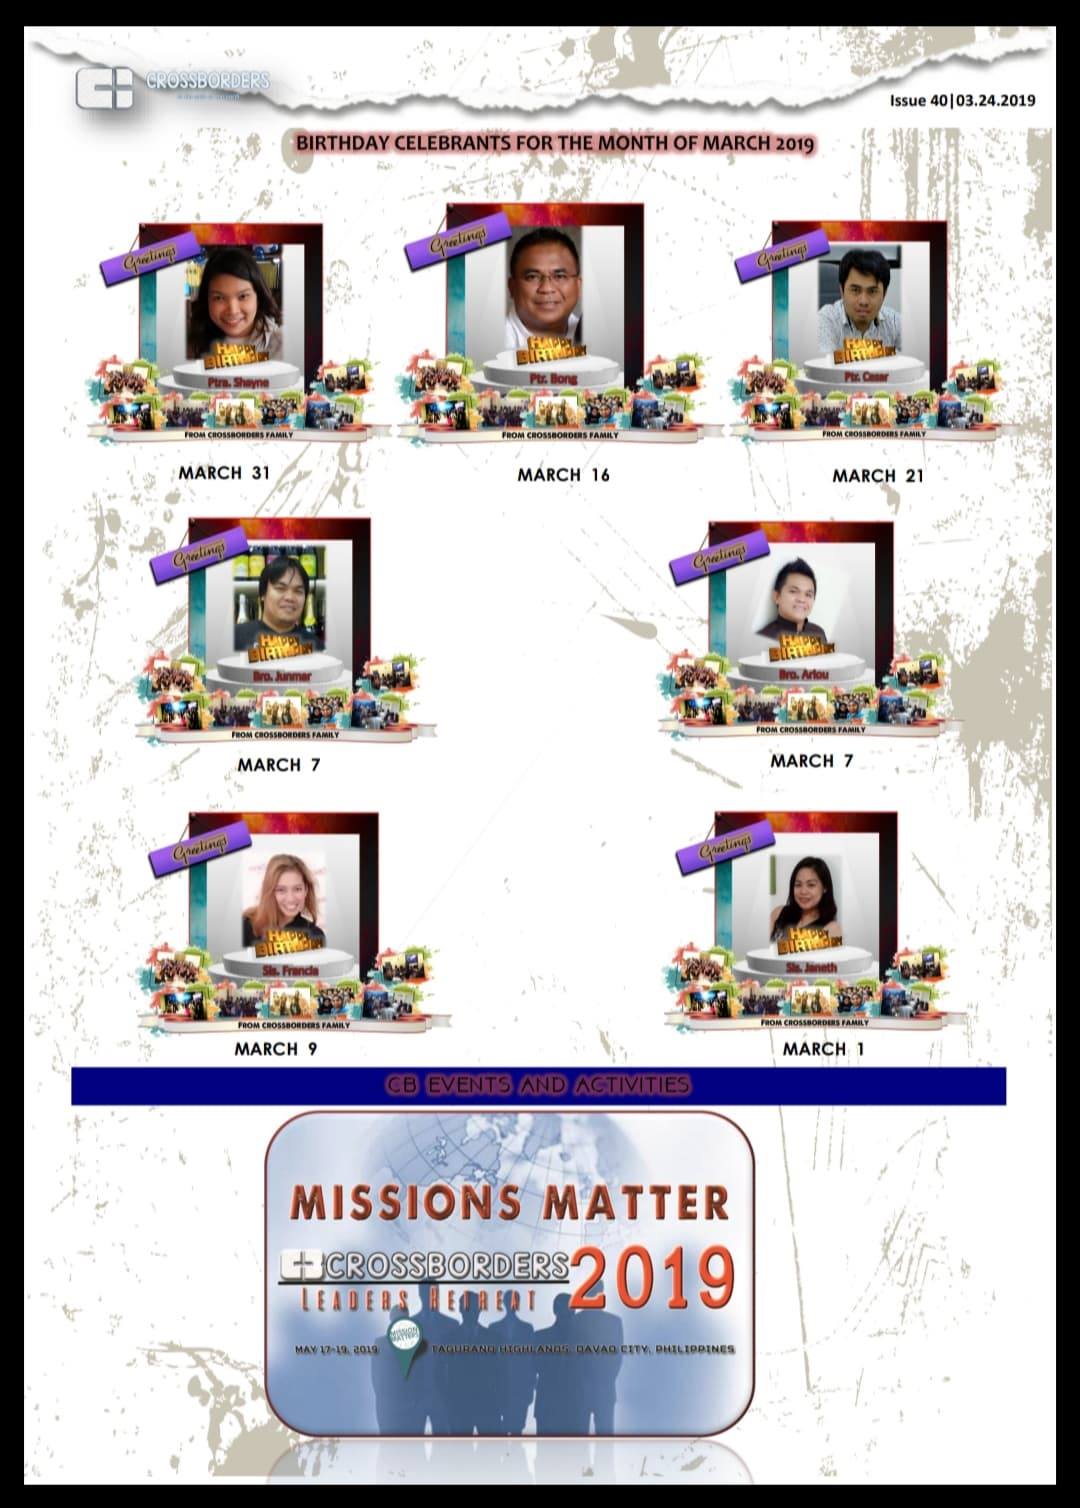 CROSSBORDERS
Issue 40|03.24.2019
BIRTHDAY CELEBRANTS FOR THE MONTH OF MARCH 2019
Greetings
HAPPY
BIRTHDAY
Ptra. Shayne
FROM CROSSBORDERS FAMILY
MARCH 31
Greetings
HAPPY
BIRTHDAY
Ptr. Bong
FROM CROSSBORDERS FAMILY
MARCH 16
Greetings
HAPPY
BIRTHDAY
Ptr. Cesar
FROM CROSSBORDERS FAMILY
MARCH 21
Greetings
HAPPY
BIRTHDAY
Bro. Junmar
FROM CROSSBORDERS FAMILY
MARCH 7
Greetings
HAPPY
BIRTHDAY
Bro. Arlou
FROM CROSSBORDERS FAMILY
MARCH 7
Greetings
HAPPY
BIRTHDAY
Sis. Francia
FROM CROSSBORDERS FAMILY
MARCH 9
Greetings
HAPPY
BIRTHDAY
Sis. Janeth
FROM CROSSBORDERS FAMILY
MARCH 1
CB EVENTS AND ACTIVITIES
MISSIONS MATTER
CROSSBORDERS 2019
LEADERS RETREAT
MISSION
MATTERS
MAY 17-19, 2019 TAGURANO HIGHLANDS, DAVAO CITY, PHILIPPINES